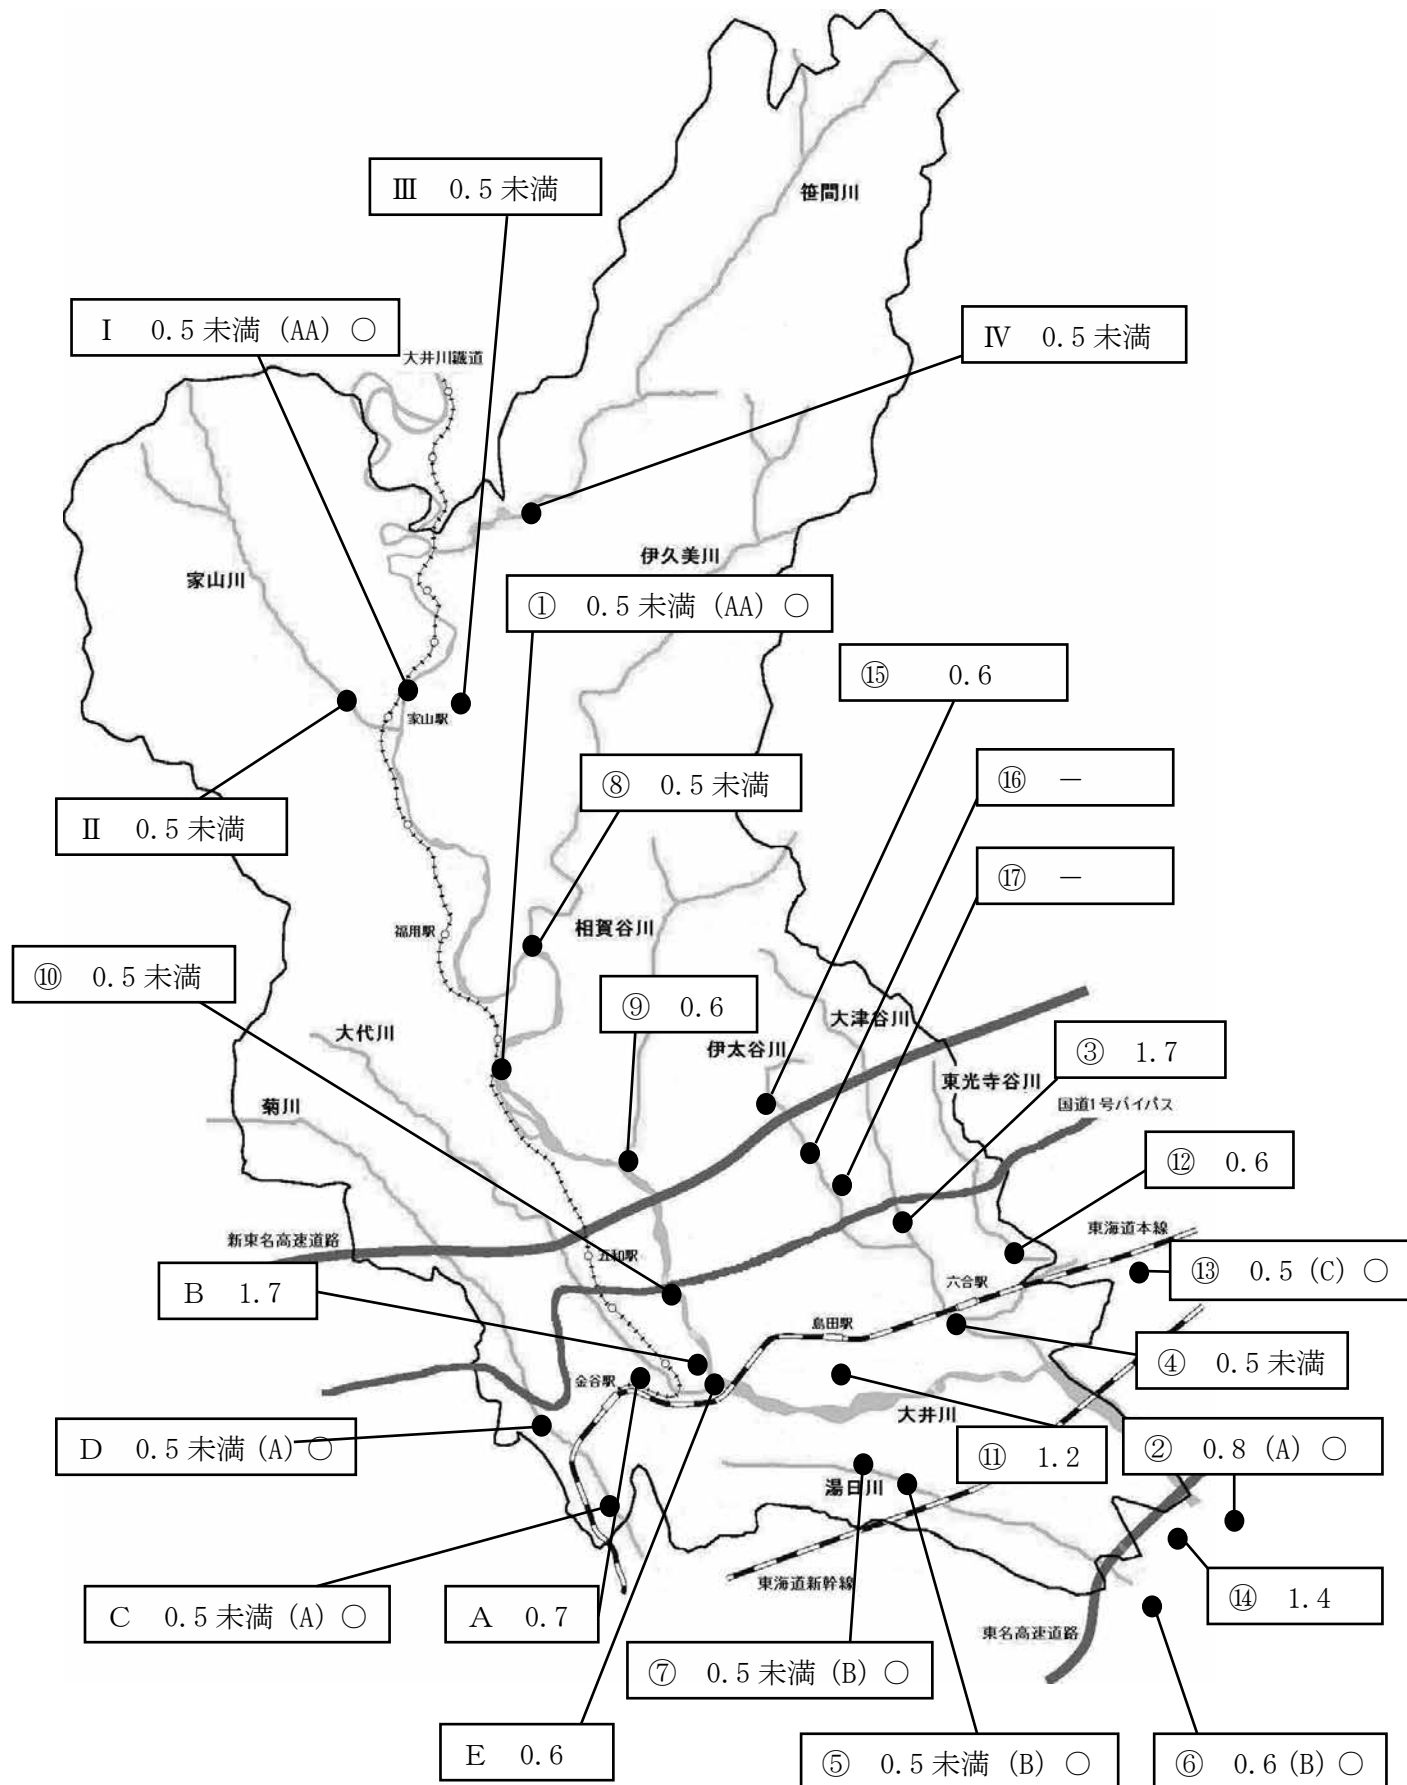 笹間川
Ⅲ 0.5 未満
Ⅰ 0.5 未満 (AA) ○
大井川鐵道
Ⅳ 0.5 未満
伊久美川
家山川
① 0.5 未満 (AA) ○
⑮ 0.6
家山駅
⑧ 0.5 未満
⑯ －
Ⅱ 0.5 未満
⑰ －
相賀谷川
福用駅
⑩ 0.5 未満
⑨ 0.6
大津谷川
大代川
伊太谷川
③ 1.7
東光寺谷川
菊川
国道1号バイパス
⑫ 0.6
東海道本線
新東名高速道路
五和駅
⑬ 0.5 (C) ○
B 1.7
六合駅
島田駅
④ 0.5 未満
金谷駅
大井川
D 0.5 未満 (A) ○
⑪ 1.2
② 0.8 (A) ○
湯日川
東海道新幹線
C 0.5 未満 (A) ○
A 0.7
⑭ 1.4
東名高速道路
⑦ 0.5 未満 (B) ○
E 0.6
⑤ 0.5 未満 (B) ○
⑥ 0.6 (B) ○